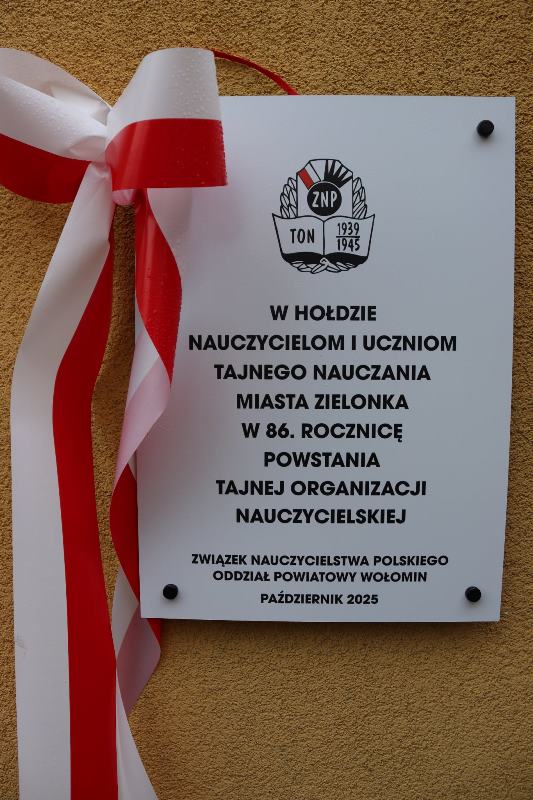 ZNP
TON 1939 1945
W HOŁDZIE
NAUCZYCIELOM I UCZNIOM
TAJNEGO NAUCZANIA
MIASTA ZIELONKA
W 86. ROCZNICĘ
POWSTANIA
TAJNEJ ORGANIZACJI
NAUCZYCIELSKIEJ
ZWIĄZEK NAUCZYCIELSTWA POLSKIEGO
ODDZIAŁ POWIATOWY WOŁOMIN
PAŹDZIERNIK 2025